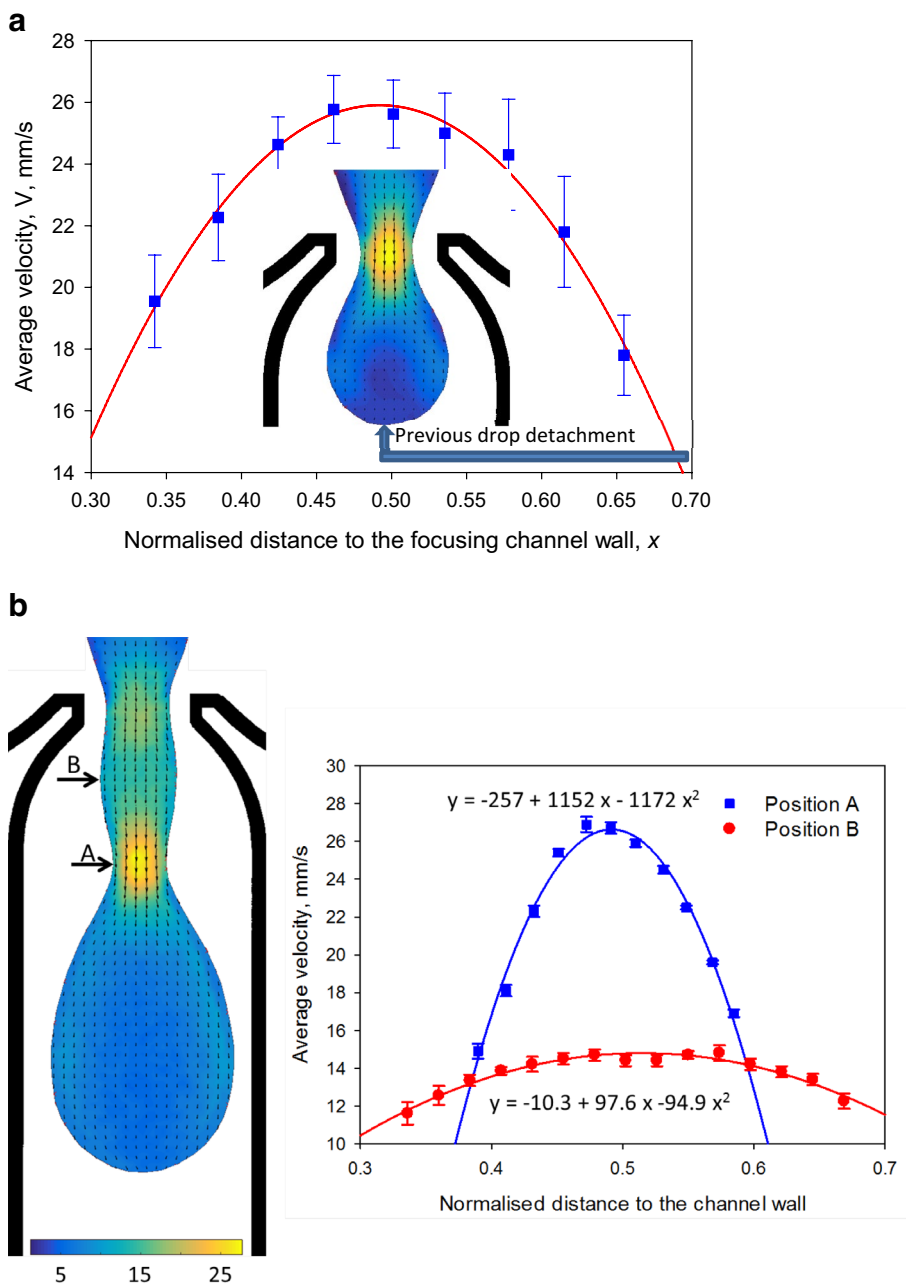 a
28
26
24
22
20
18
16
14
Average velocity, V, mm/s
Previous drop detachment
0.30 0.35 0.40 0.45 0.50 0.55 0.60 0.65 0.70
Normalised distance to the focusing channel wall, x
b
B
A
5 15 25
30
28
26
24
22
20
18
16
14
12
10
Average velocity, mm/s
y = -257 + 1152 x - 1172 x²
Position A
Position B
y = -10.3 + 97.6 x -94.9 x²
0.3 0.4 0.5 0.6 0.7
Normalised distance to the channel wall